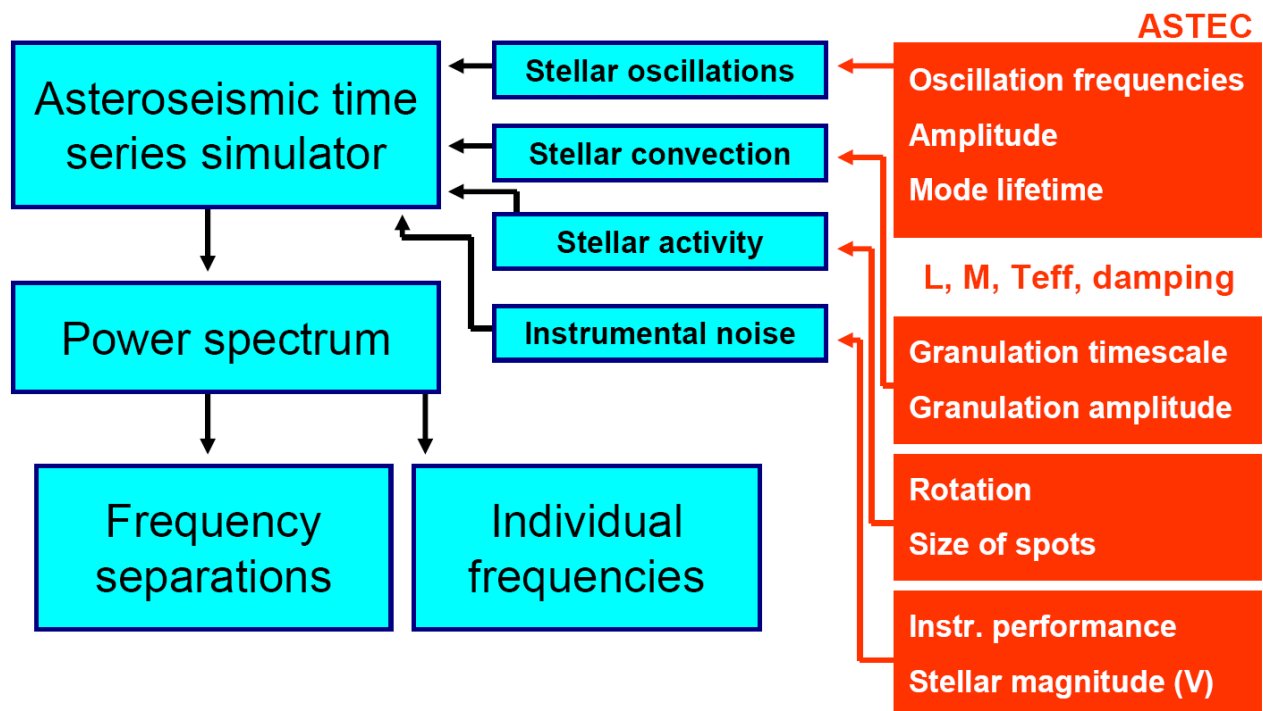 ASTEC
Asteroseismic time
series simulator
Stellar oscillations
Stellar convection
Stellar activity
Instrumental noise
Oscillation frequencies
Amplitude
Mode lifetime
L, M, Teff, damping
Granulation timescale
Granulation amplitude
Rotation
Size of spots
Instr. performance
Stellar magnitude (V)
Power spectrum
Frequency
separations
Individual
frequencies